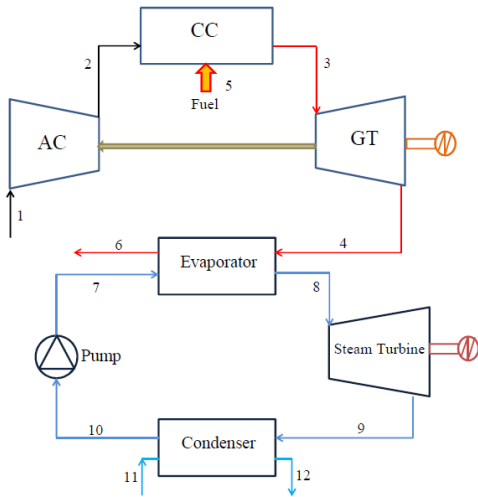 CC
2
3
5
Fuel
AC
GT
1
6
4
Evaporator
7
8
Steam Turbine
Pump
10
9
Condenser
11
12